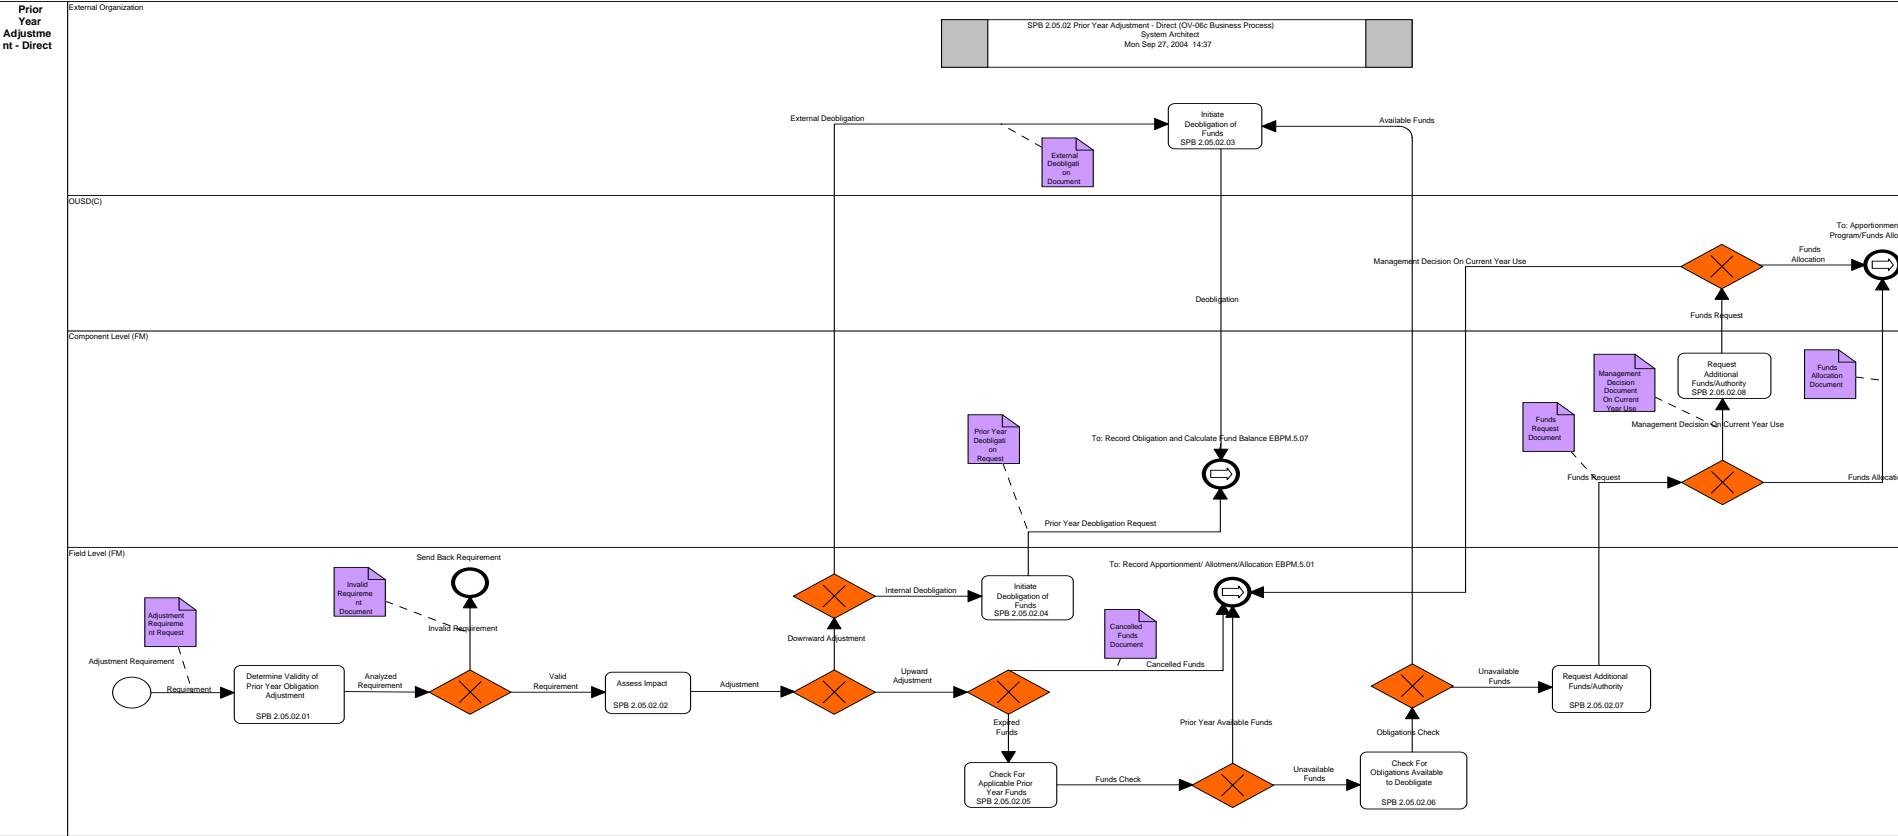 Prior
Year
Adjustme
nt - Direct
External Organization
SPB 2.05.02 Prior Year Adjustment - Direct (OV-06c Business Process)
System Architect
Mon Sep 27, 2004 14:37
External Deobligation
Initiate
Deobligation of
Funds
SPB 2.05.02.03
Available Funds
External
Deobligati
on
Document
OUSD(C)
To: Apportionmen
Program/Funds Allo
Management Decision On Current Year Use
Funds
Allocation
Deobligation
Funds Request
Component Level (FM)
Management
Decision
Document
On Current
Year Use
Request
Additional
Funds/Authority
SPB 2.05.02.08
Funds
Allocation
Document
Prior Year
Deobligati
on
Request
To: Record Obligation and Calculate Fund Balance EBPM.5.07
Funds
Request
Document
Management Decision On Current Year Use
Funds Request
Funds Allocati
Prior Year Deobligation Request
Field Level (FM)
Send Back Requirement
To: Record Apportionment/ Allotment/Allocation EBPM.5.01
Invalid
Requireme
nt
Document
Internal Deobligation
Initiate
Deobligation of
Funds
SPB 2.05.02.04
Adjustment
Requireme
nt Request
Invalid Requirement
Downward Adjustment
Cancelled
Funds
Document
Adjustment Requirement
Requirement
Determine Validity of
Prior Year Obligation
Adjustment
SPB 2.05.02.01
Analyzed
Requirement
Valid
Requirement
Assess Impact
SPB 2.05.02.02
Adjustment
Upward
Adjustment
Cancelled Funds
Unavailable
Funds
Request Additional
Funds/Authority
SPB 2.05.02.07
Expired
Funds
Prior Year Available Funds
Obligations Check
Check For
Applicable Prior
Year Funds
SPB 2.05.02.05
Funds Check
Unavailable
Funds
Check For
Obligations Available
to Deobligate
SPB 2.05.02.06